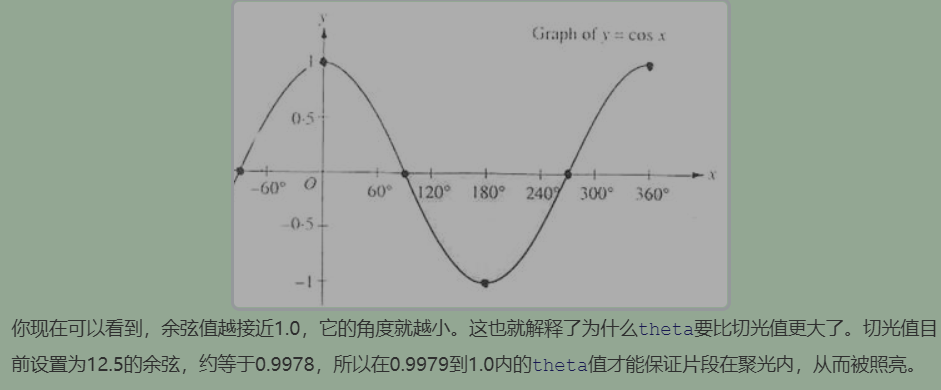 y
Graph of y = cos x
1
0·5
-60° O 60° 120° 180° 240° 300° 360° x
-0·5
-1
你现在可以看到，余弦值越接近1.0，它的角度就越小。这也就解释了为什么theta要比切光值更大了。切光值目
前设置为12.5的余弦，约等于0.9978，所以在0.9979到1.0内的theta值才能保证片段在聚光内，从而被照亮。